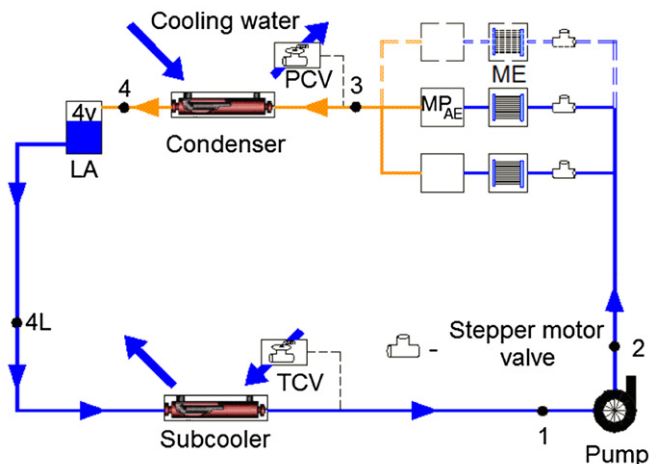 Cooling water
PCV
ME
4
3
4v
MP AE
Condenser
LA
4L
Stepper motor
valve
-
2
TCV
Subcooler
1
Pump